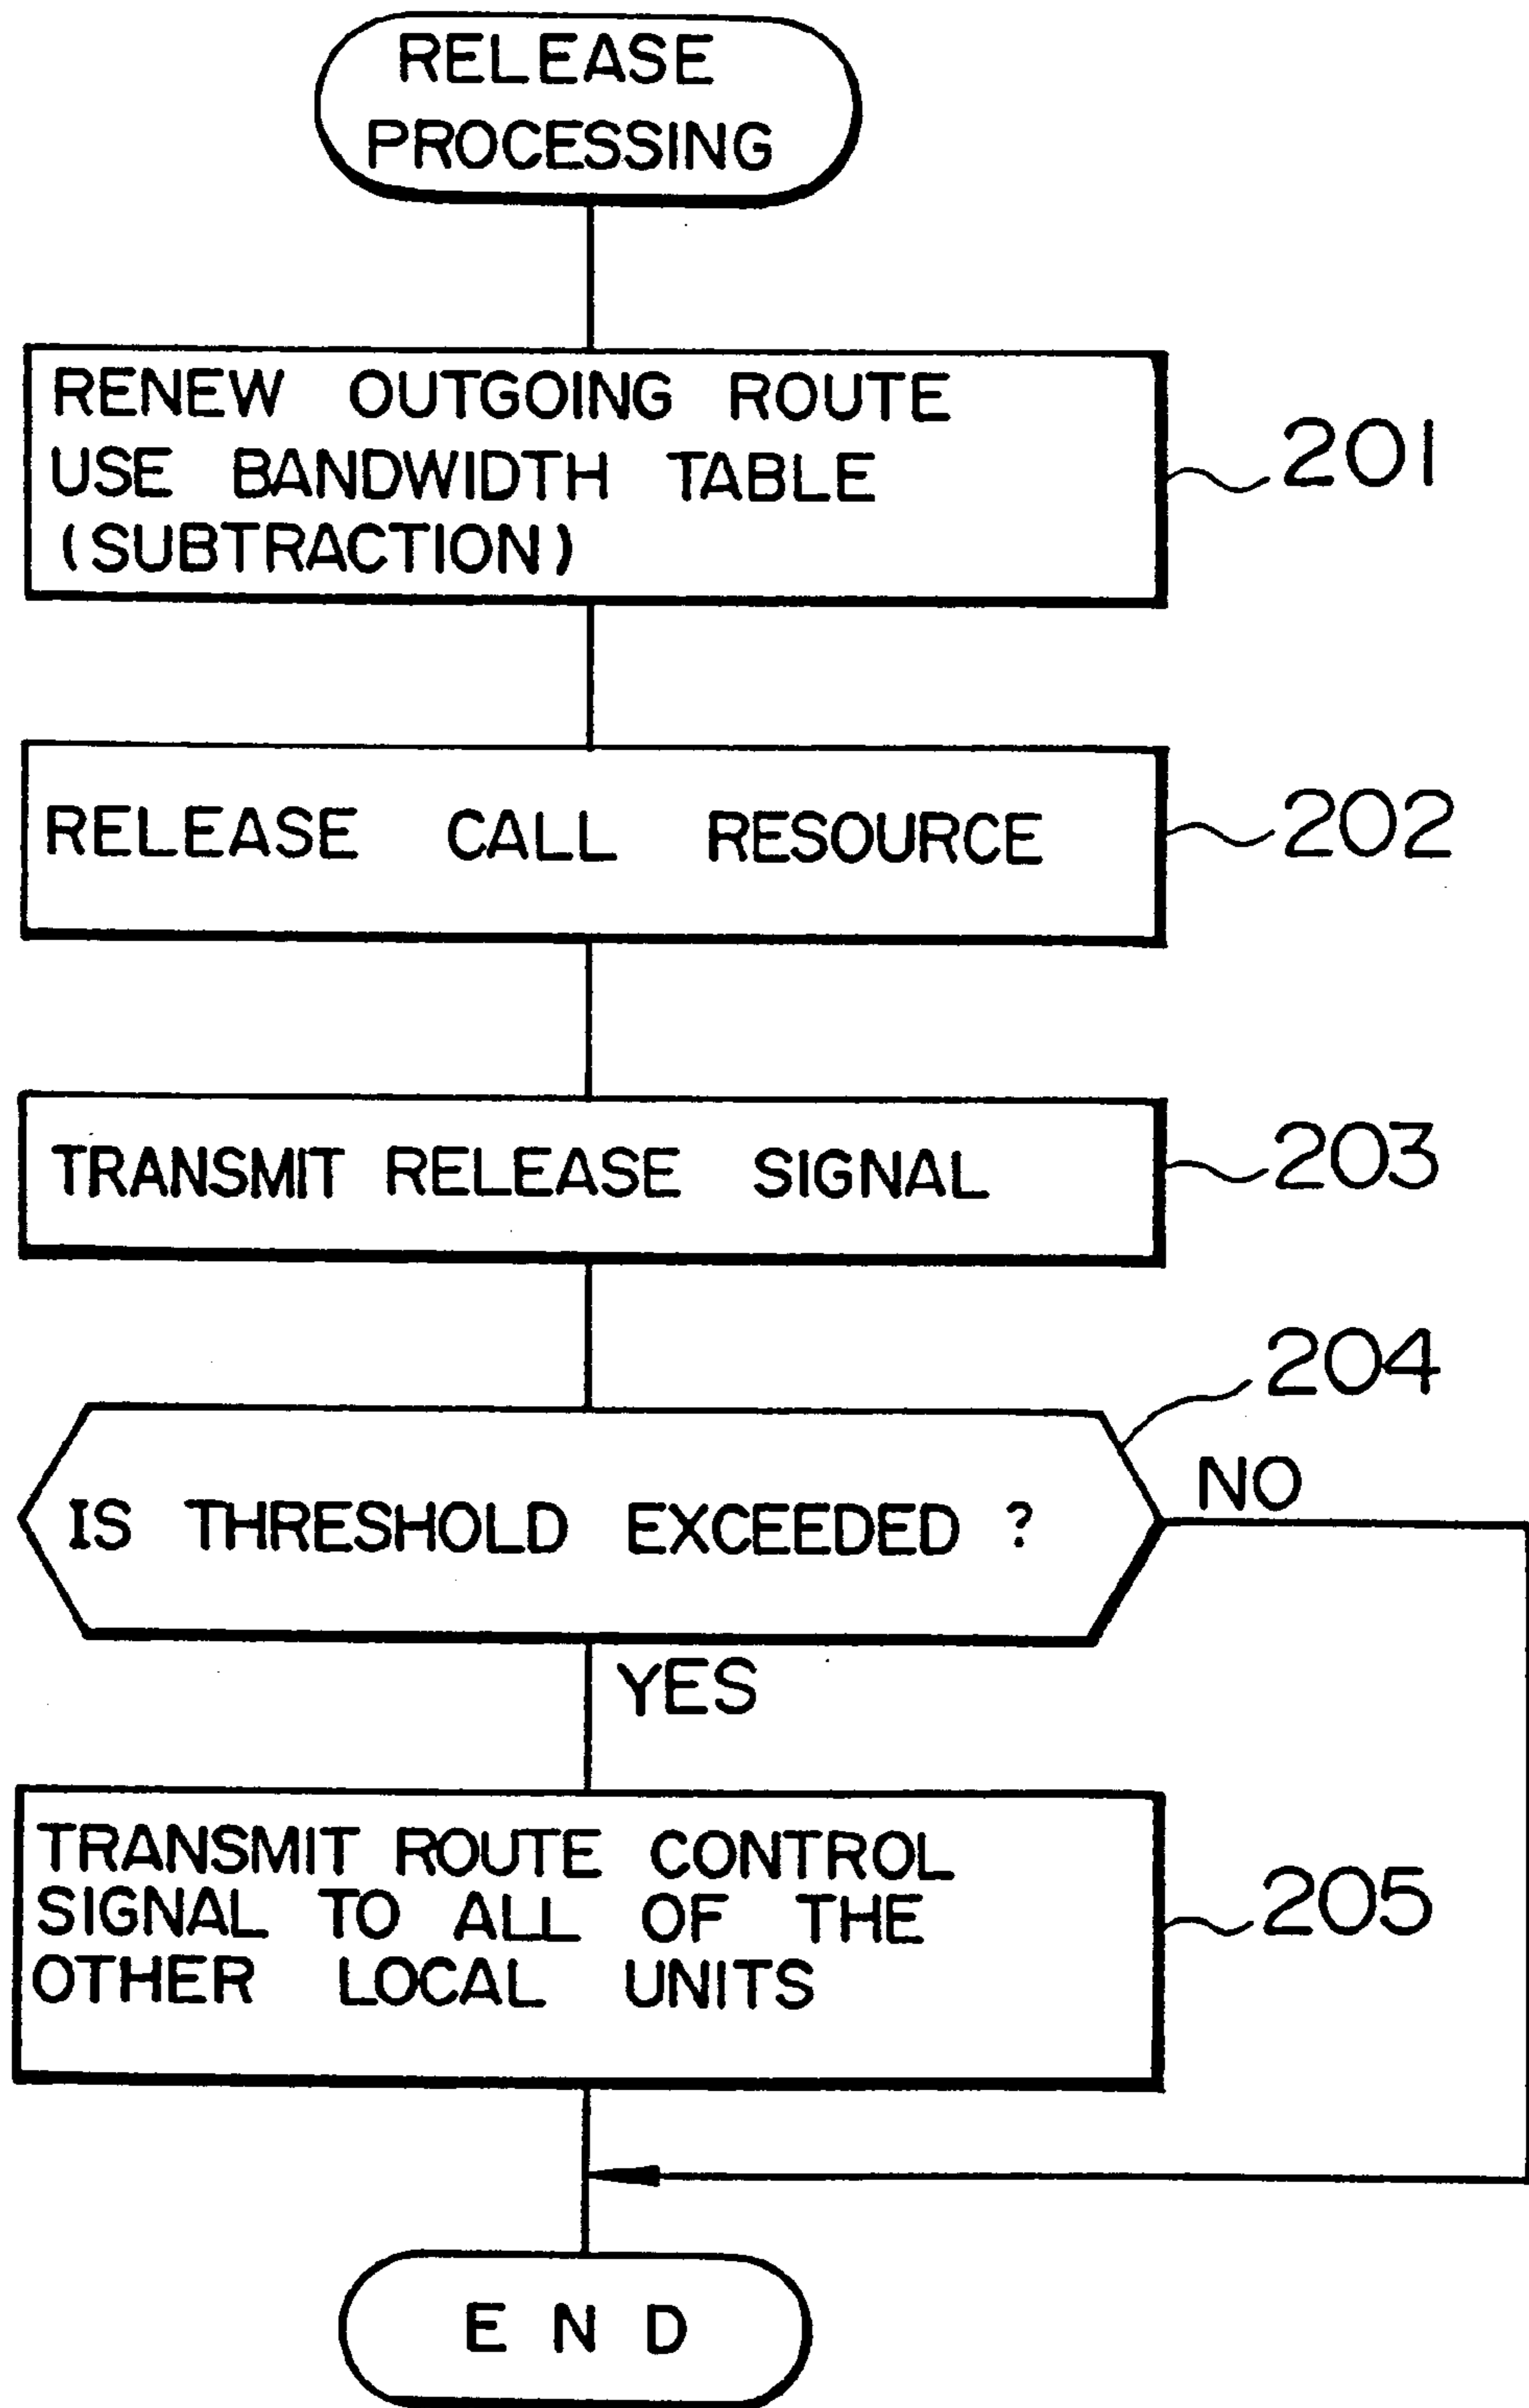 RELEASE
PROCESSING
RENEW OUTGOING ROUTE
USE BANDWIDTH TABLE
(SUBTRACTION)
201
RELEASE CALL RESOURCE
202
TRANSMIT RELEASE SIGNAL
203
204
IS THRESHOLD EXCEEDED ?
NO
YES
TRANSMIT ROUTE CONTROL
SIGNAL TO ALL OF THE
OTHER LOCAL UNITS
205
END